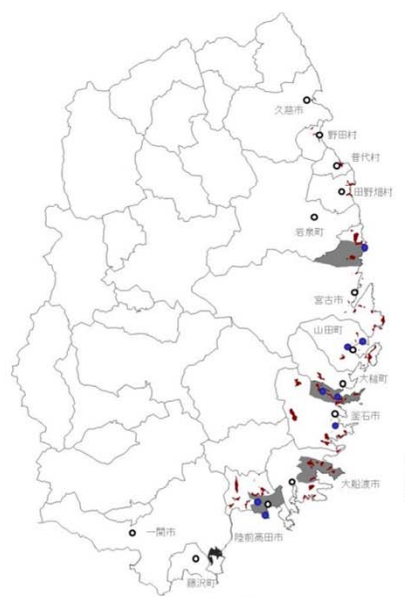 久慈市
野田村
普代村
田野畑村
岩泉町
宮古市
山田町
大槌町
釜石市
大船渡市
陸前高田市
一関市
藤沢町